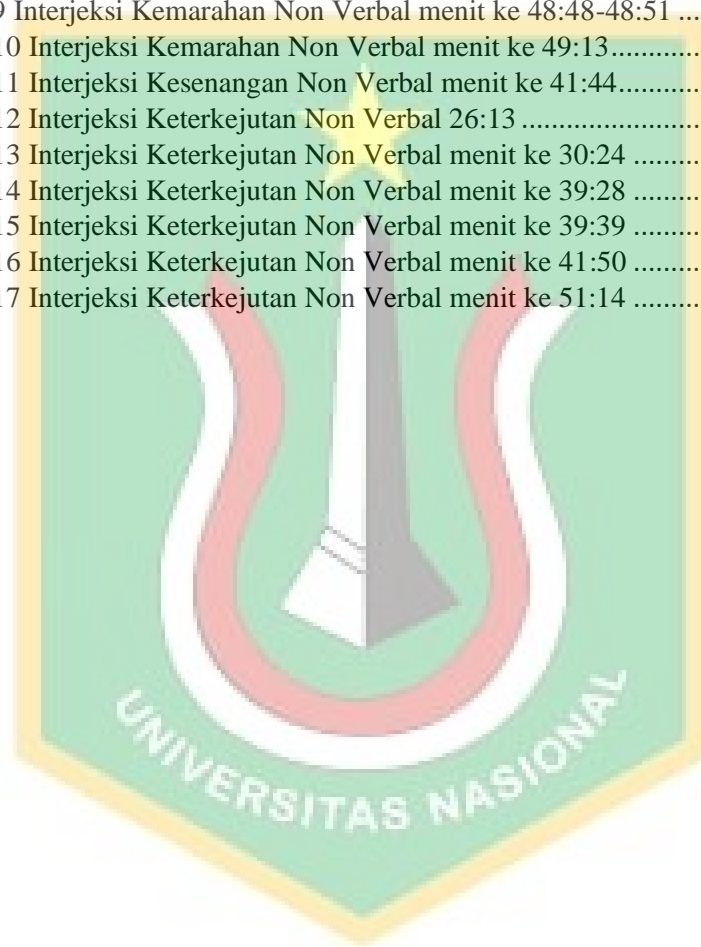 9 Interjeksi Kemarahan Non Verbal menit ke 48:48-48:51 ...
10 Interjeksi Kemarahan Non Verbal menit ke 49:13............
11 Interjeksi Kesenangan Non Verbal menit ke 41:44...........
12 Interjeksi Keterkejutan Non Verbal 26:13 ......................
13 Interjeksi Keterkejutan Non Verbal menit ke 30:24 .........
14 Interjeksi Keterkejutan Non Verbal menit ke 39:28 .........
15 Interjeksi Keterkejutan Non Verbal menit ke 39:39 .........
16 Interjeksi Keterkejutan Non Verbal menit ke 41:50 .........
17 Interjeksi Keterkejutan Non Verbal menit ke 51:14 .........
UNIVERSITAS NASIONAL